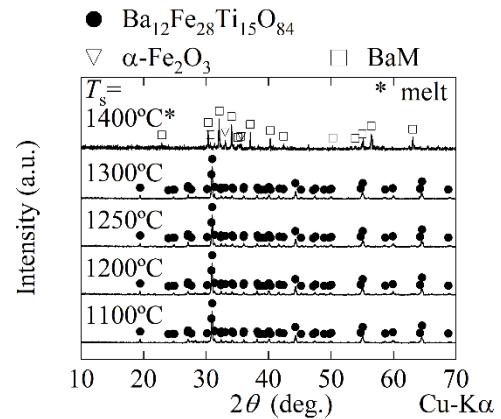 ● Ba₁₂Fe₂₈Ti₁₅O₈₄
▽ α-Fe₂O₃ □ BaM
Tₛ= * melt
1400ºC*
1300ºC
1250ºC
1200ºC
1100ºC
Intensity (a.u.)
10 20 30 40 50 60 70
2θ (deg.) Cu-Kα